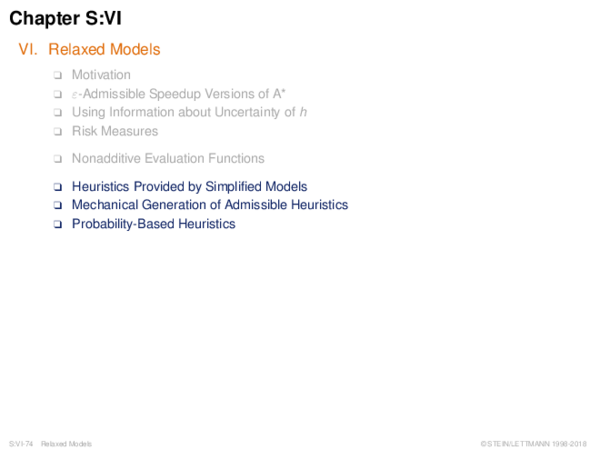 Chapter S:VI
VI. Relaxed Models
❑ Motivation
❑ ε-Admissible Speedup Versions of A*
❑ Using Information about Uncertainty of h
❑ Risk Measures
❑ Nonadditive Evaluation Functions
❑ Heuristics Provided by Simplified Models
❑ Mechanical Generation of Admissible Heuristics
❑ Probability-Based Heuristics
S:VI-74 Relaxed Models ©STEIN/LETTMANN 1998-2018